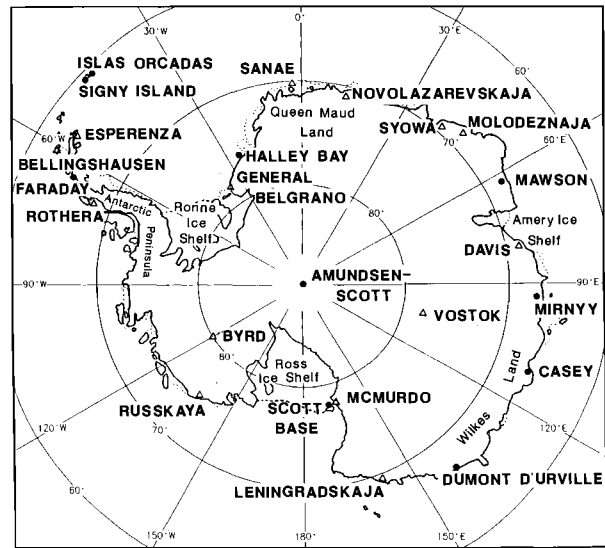 0°
30°W
30°E
ISLAS ORCADAS
SIGNY ISLAND
SANAE
60°
NOVOLAZAREVSKAJA
Queen Maud
Land
60°W
ESPERENZA
SYOWA
MOLODEZNAJA
70°
BELLINGSHAUSEN
HALLEY BAY
FARADAY
GENERAL
BELGRANO
MAWSON
ROTHERA
Antarctic
Peninsula
Ronne
Ice
Shelf
80°
Amery Ice
Shelf
DAVIS
90°W
AMUNDSEN-
SCOTT
90°E
MIRNYY
VOSTOK
BYRD
80°
Ross
Ice Shelf
Wilkes
Land
CASEY
RUSSKAYA
MCMURDO
SCOTT
BASE
120°W
70°
120°E
LENINGRADSKAJA
DUMONT D'URVILLE
60°
150°W
180°
150°E